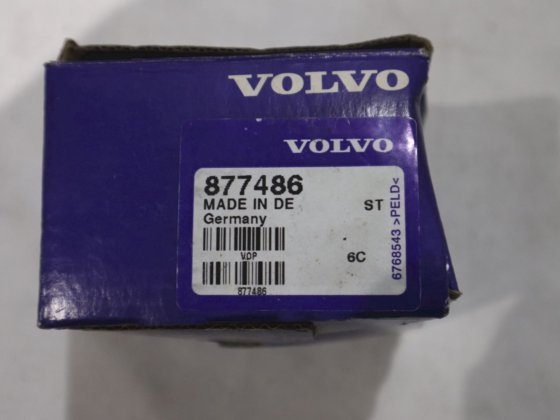 VOLVO
VOLVO
877486
MADE IN DE ST
Germany
VOP
6C
877486
6768543 >PELD<